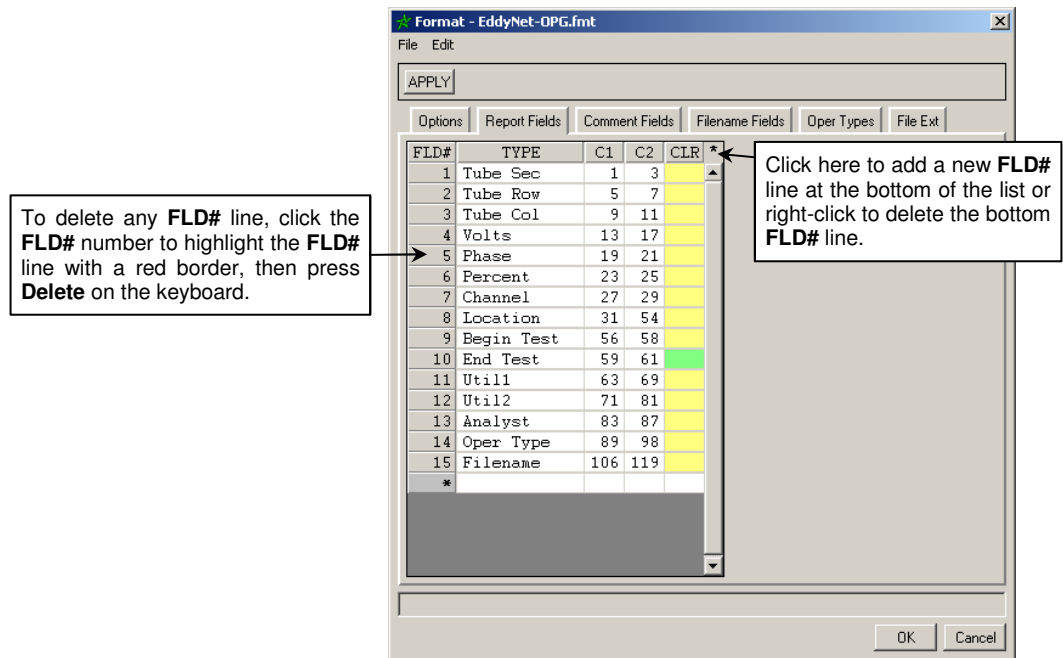 Format - EddyNet-OPG.fmt
File Edit
APPLY
Options Report Fields Comment Fields Filename Fields Oper Types File Ext
FLD# TYPE C1 C2 CLR *
1 Tube Sec 1 3
2 Tube Row 5 7
3 Tube Col 9 11
4 Volts 13 17
5 Phase 19 21
6 Percent 23 25
7 Channel 27 29
8 Location 31 54
9 Begin Test 56 58
10 End Test 59 61
11 Util1 63 69
12 Util2 71 81
13 Analyst 83 87
14 Oper Type 89 98
15 Filename 106 119
*
To delete any FLD# line, click the
FLD# number to highlight the FLD#
line with a red border, then press
Delete on the keyboard.
Click here to add a new FLD#
line at the bottom of the list or
right-click to delete the bottom
FLD# line.
OK Cancel